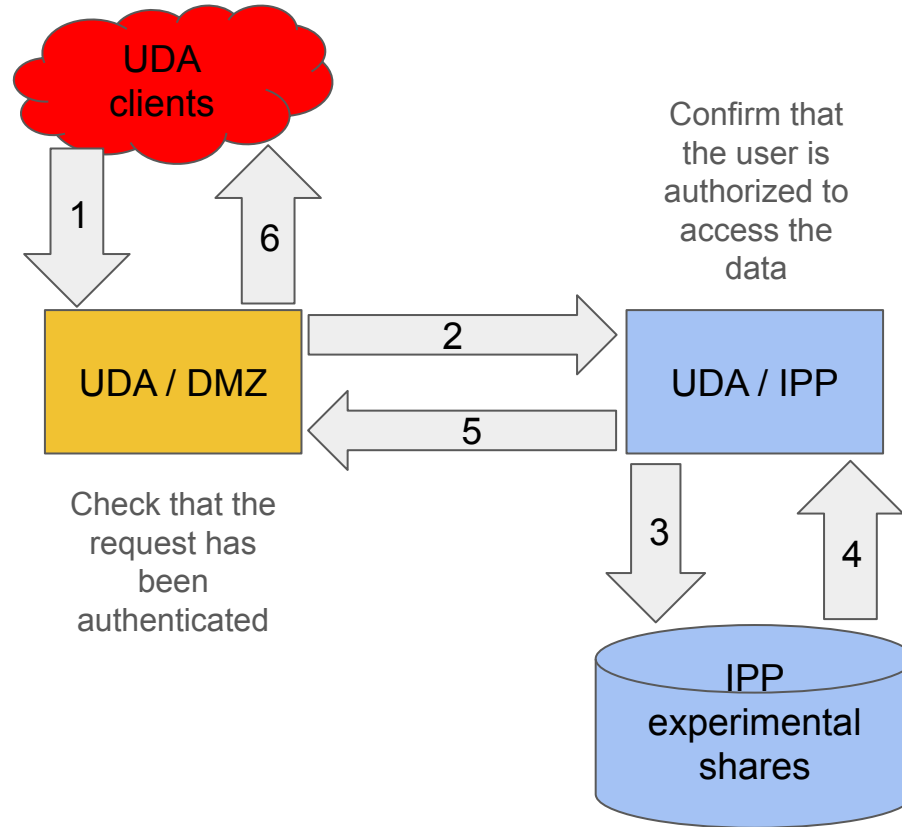 UDA
clients
Confirm that
the user is
authorized to
access the
data
1
6
2
UDA / DMZ
UDA / IPP
5
Check that the
request has
been
authenticated
3
4
IPP
experimental
shares